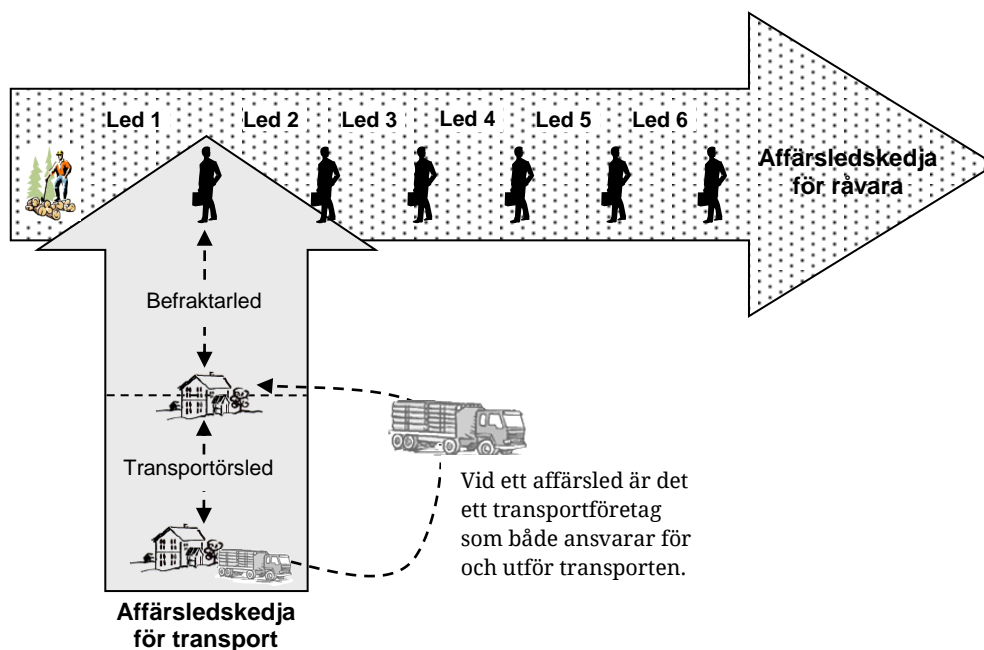 Led 1 Led 2 Led 3 Led 4 Led 5 Led 6
Affärsledskedja
för råvara
Befraktarled
Transportörsled
Vid ett affärsled är det
ett transportföretag
som både ansvarar för
och utför transporten.
Affärsledskedja
för transport